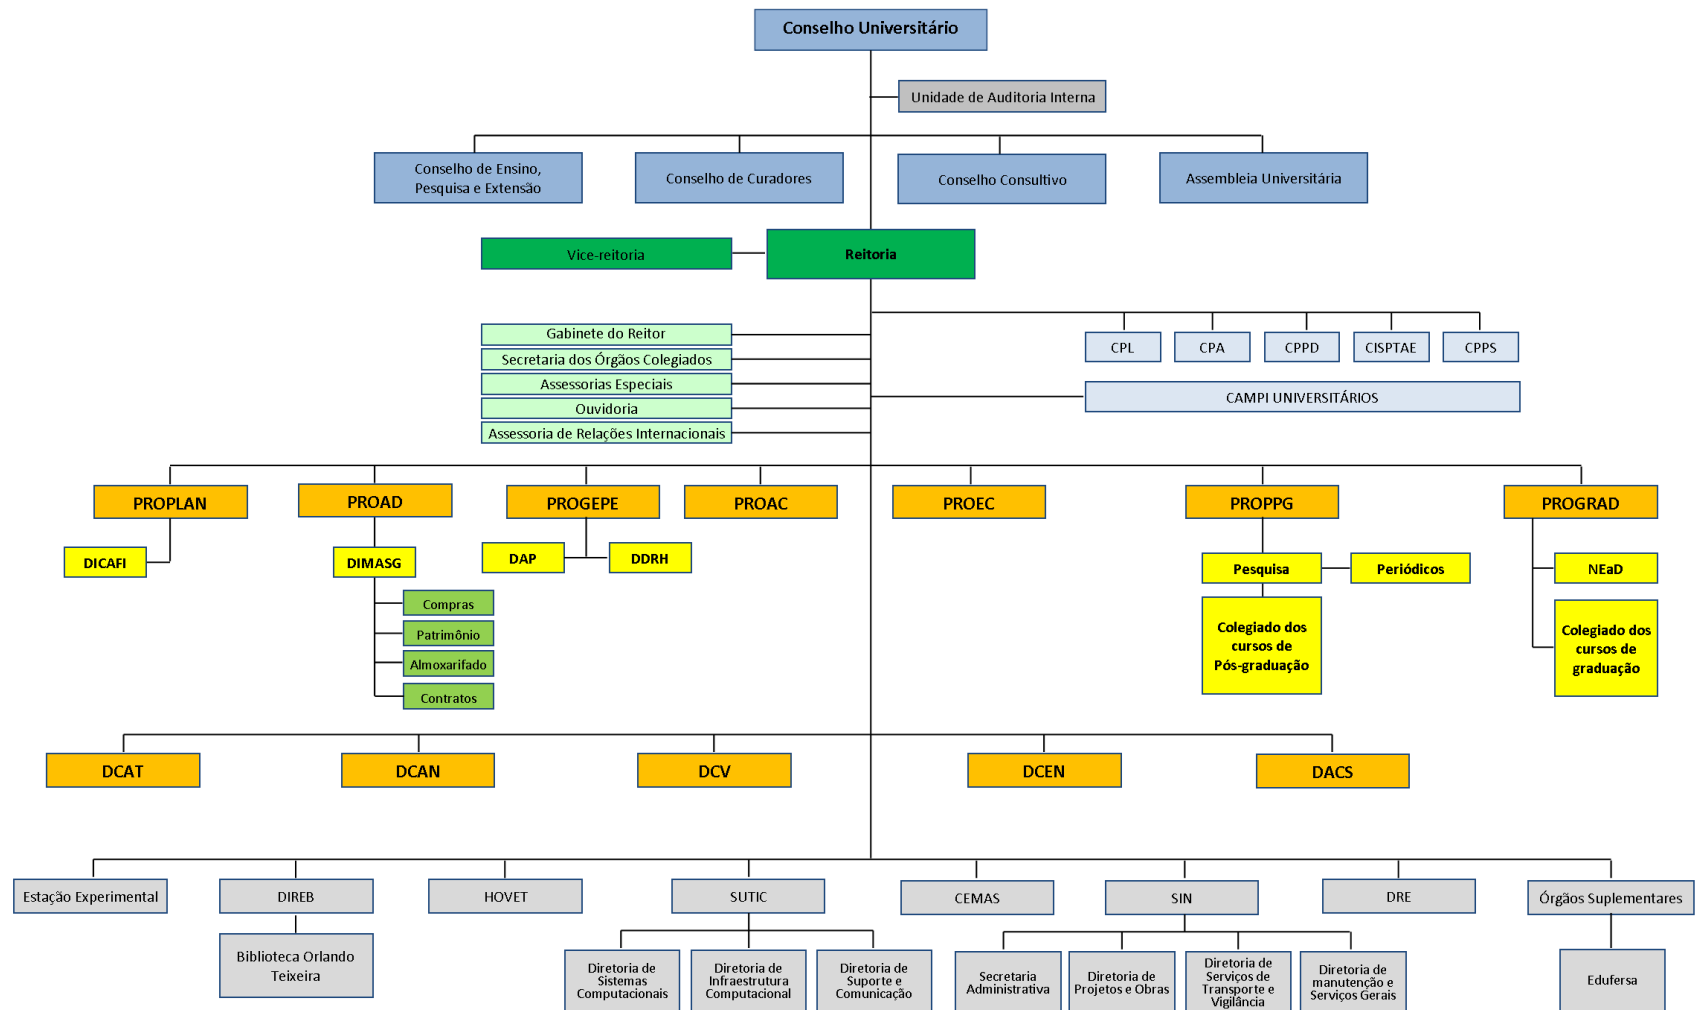 Conselho Universitário
Unidade de Auditoria Interna
Conselho de Ensino,
Pesquisa e Extensão
Conselho de Curadores
Conselho Consultivo
Assembleia Universitária
Vice-reitoria
Reitoria
Gabinete do Reitor
Secretaria dos Órgãos Colegiados
Assessorias Especiais
Ouvidoria
Assessoria de Relações Internacionais
CPL
CPA
CPPD
CISPTAE
CPPS
CAMPI UNIVERSITÁRIOS
PROPLAN
PROAD
PROGEPE
PROAC
PROEC
PROPPG
PROGRAD
DICAFI
DIMASG
DAP
DDRH
Pesquisa
Periódicos
NEaD
Compras
Patrimônio
Almoxarifado
Contratos
Colegiado dos
cursos de
Pós-graduação
Colegiado dos
cursos de
graduação
DCAT
DCAN
DCV
DCEN
DACS
Estação Experimental
DIREB
HOVET
SUTIC
CEMAS
SIN
DRE
Órgãos Suplementares
Biblioteca Orlando
Teixeira
Diretoria de
Sistemas
Computacionais
Diretoria de
Infraestrutura
Computacional
Diretoria de
Suporte e
Comunicação
Secretaria
Administrativa
Diretoria de
Projetos e Obras
Diretoria de
Serviços de
Transporte e
Vigilância
Diretoria de
manutenção e
Serviços Gerais
Edufersa